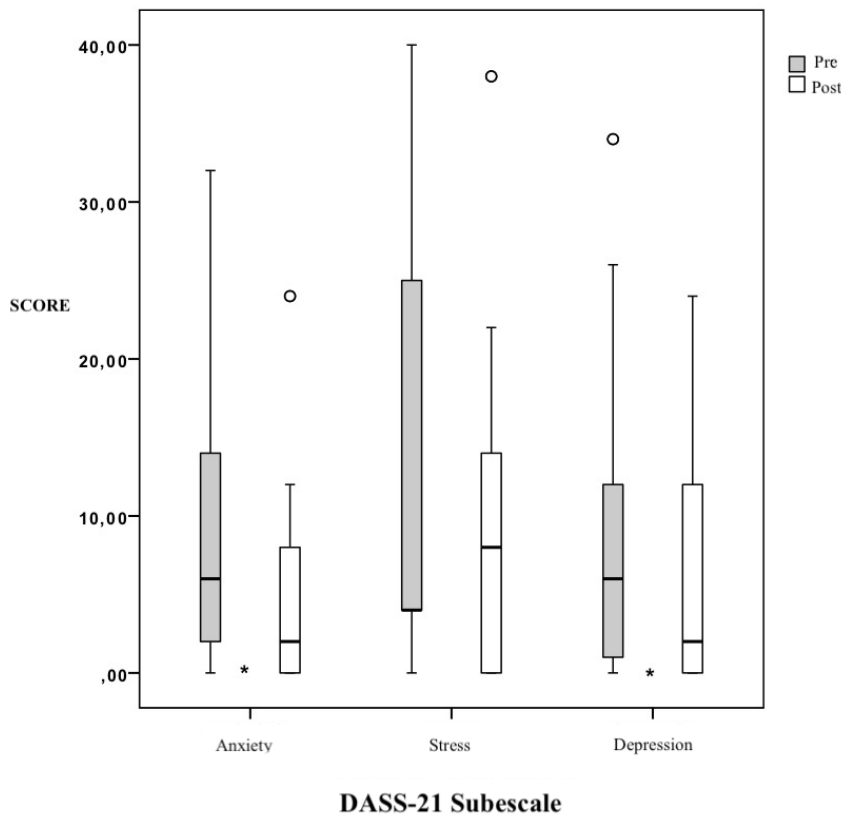 40,00
Pre
Post
30,00
SCORE
20,00
10,00
,00
*
*
Anxiety
Stress
Depression
DASS-21 Subescale